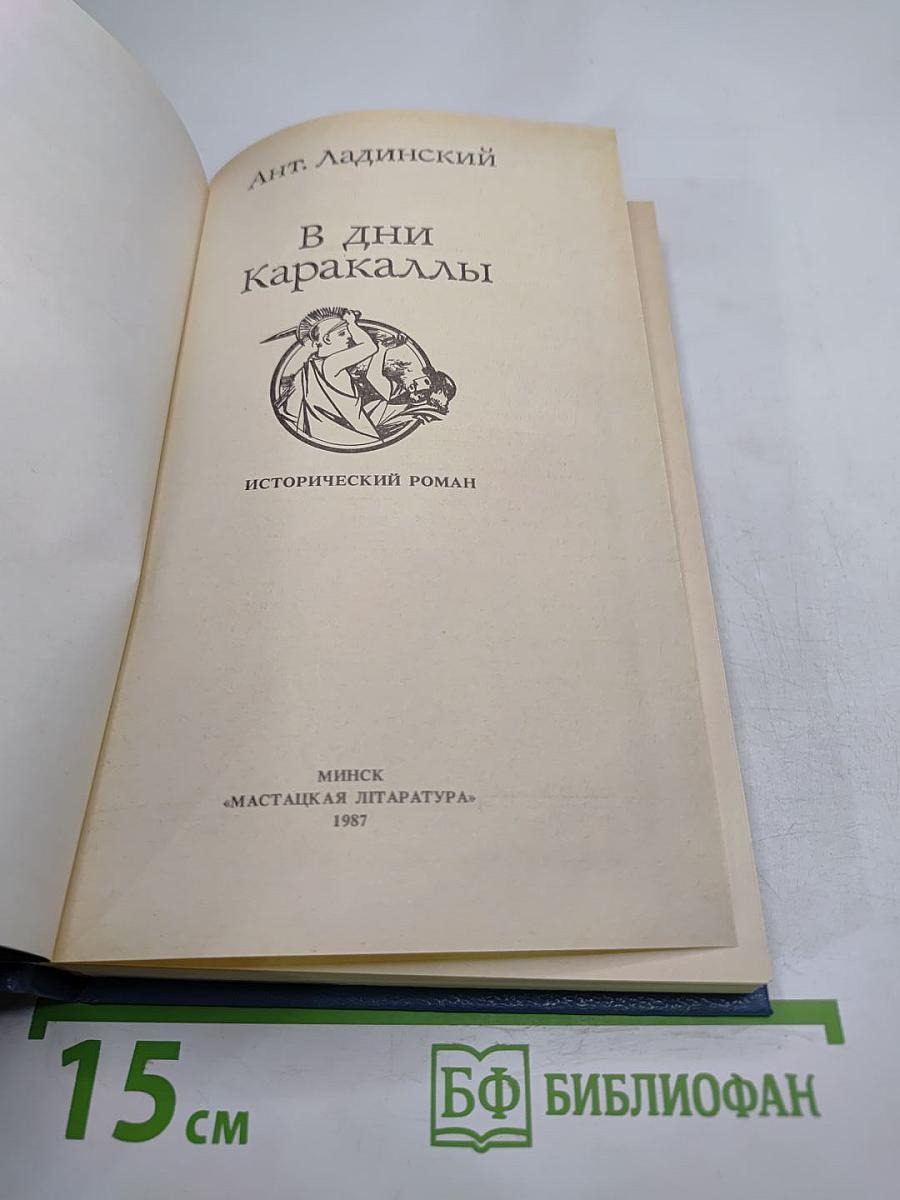 Ант. Ладинский
В дни
Каракаллы
ИСТОРИЧЕСКИЙ РОМАН
МИНСК
«МАСТАЦКАЯ ЛІТАРАТУРА»
1987
15 см
БФ БИБЛИОФАН